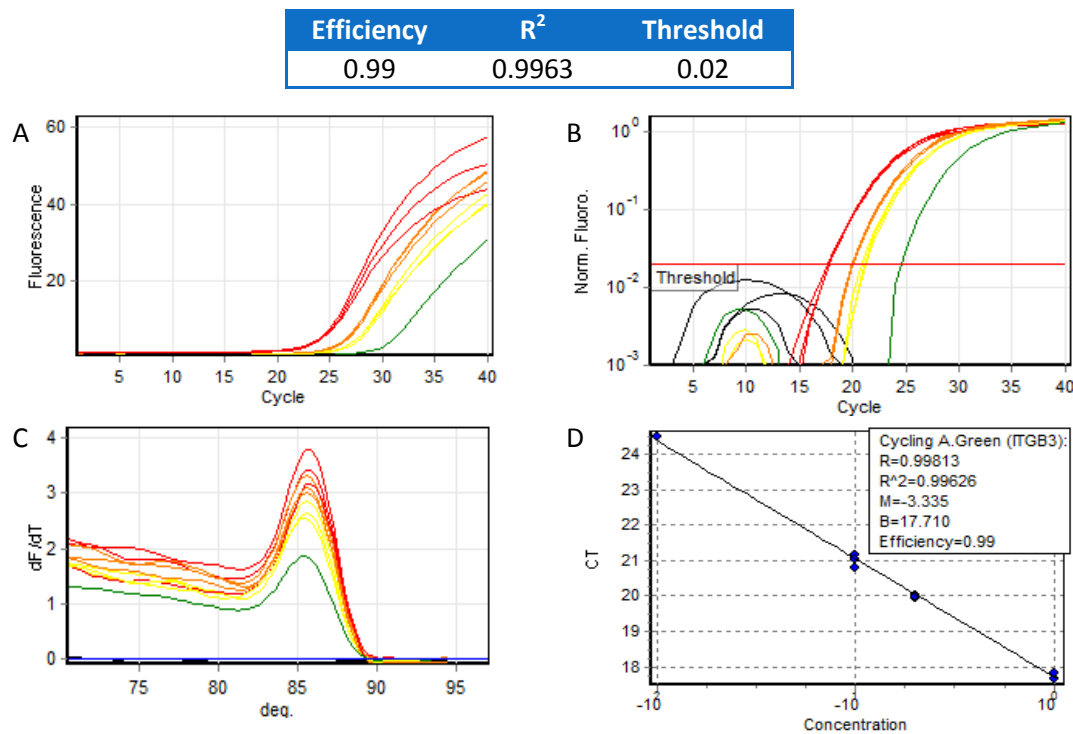 Efficiency R² Threshold
0.99 0.9963 0.02
A
60
40
20
Fluorescence
5 10 15 20 25 30 35 40
Cycle
B
10⁰
10⁻¹
10⁻²
10⁻³
Norm. Fluoro.
Threshold
5 10 15 20 25 30 35 40
Cycle
C
4
3
2
1
0
dF/dT
75 80 85 90 95
deg.
D
24
23
22
21
20
19
18
CT
Cycling A.Green (ITGB3):
R=0.99813
R^2=0.99626
M=-3.335
B=17.710
Efficiency=0.99
-10² -10 10⁰
Concentration